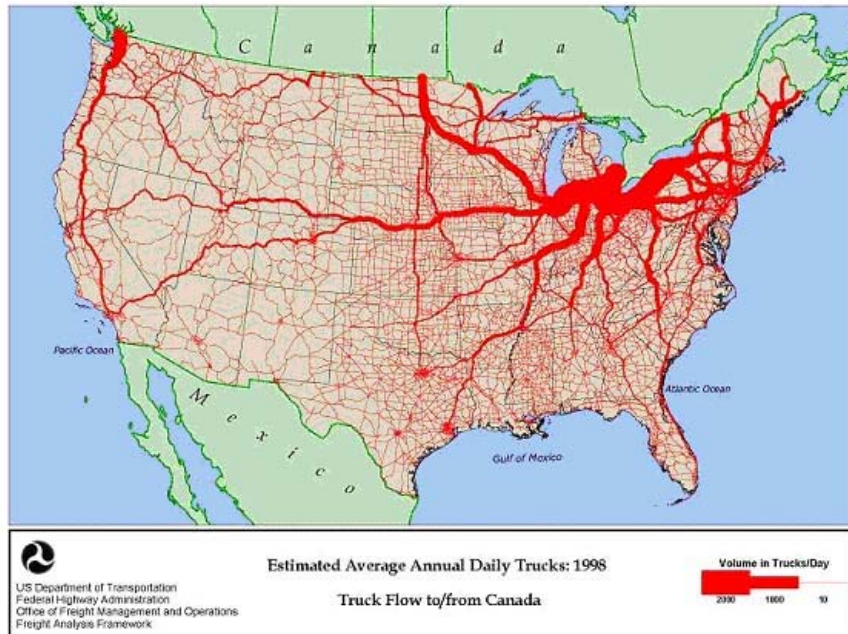 Canada
Pacific Ocean
Mexico
Gulf of Mexico
Atlantic Ocean
US Department of Transportation
Federal Highway Administration
Office of Freight Management and Operations
Freight Analysis Framework
Estimated Average Annual Daily Trucks: 1998
Truck Flow to/from Canada
Volume in Trucks/Day
2000 1000 10